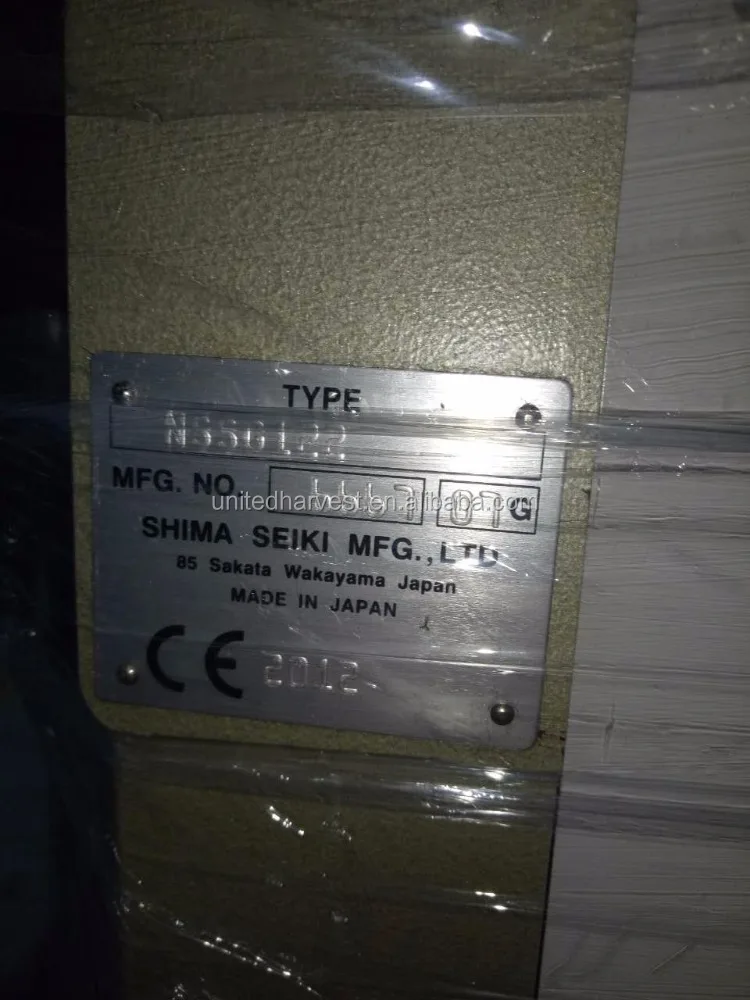 TYPE
NSSG122
MFG. NO. 07G
unitedharvest.en.alibaba.com
SHIMA SEIKI MFG., LTD
85 Sakata Wakayama Japan
MADE IN JAPAN
CE 2012